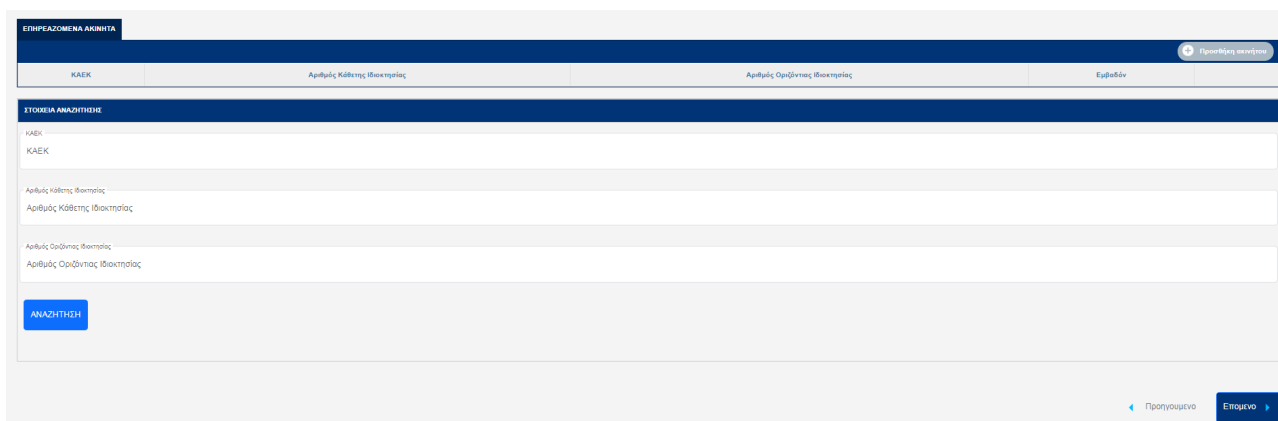 ΕΠΗΡΕΑΖΟΜΕΝΑ ΑΚΙΝΗΤΑ
Προσθήκη ακινήτου
ΚΑΕΚ Αριθμός Κάθετης Ιδιοκτησίας Αριθμός Οριζόντιας Ιδιοκτησίας Εμβαδόν
ΣΤΟΙΧΕΙΑ ΑΝΑΖΗΤΗΣΗΣ
ΚΑΕΚ
ΚΑΕΚ
Αριθμός Κάθετης Ιδιοκτησίας
Αριθμός Κάθετης Ιδιοκτησίας
Αριθμός Οριζόντιας Ιδιοκτησίας
Αριθμός Οριζόντιας Ιδιοκτησίας
ΑΝΑΖΗΤΗΣΗ
Προηγουμενο Επομενο